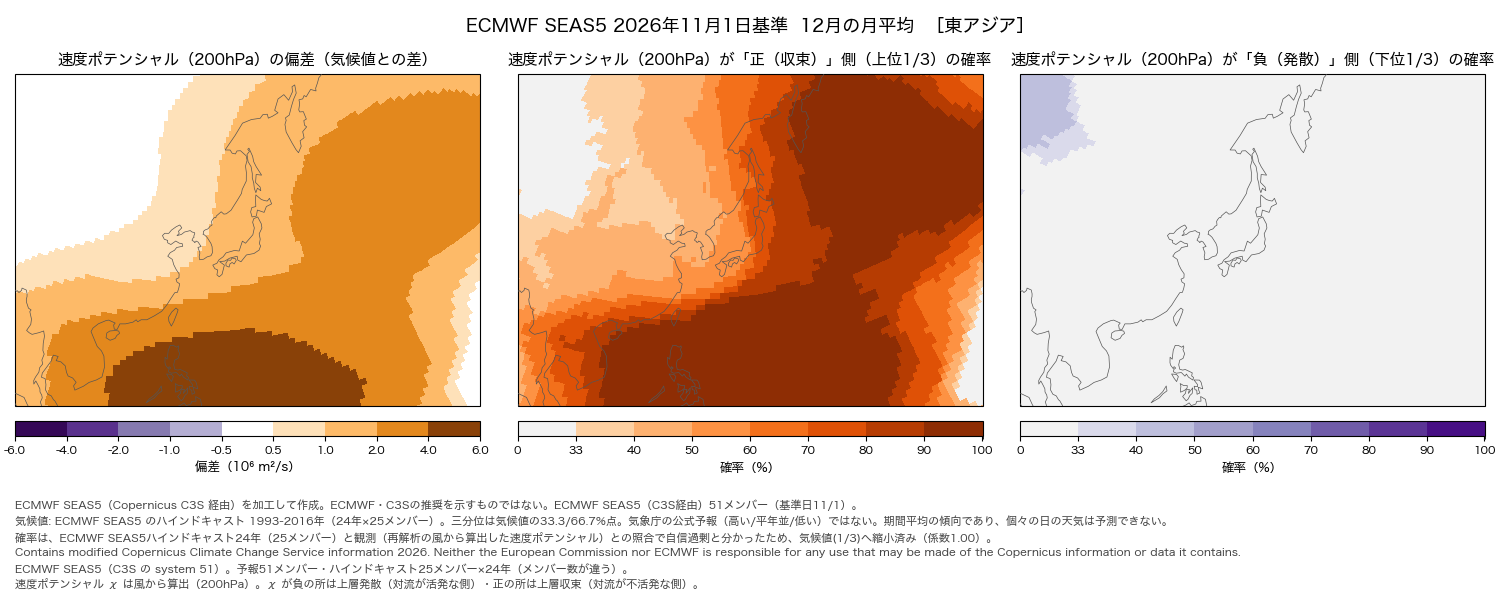 ECMWF SEAS5 2026年11月1日基準 12月の月平均 ［東アジア］
速度ポテンシャル（200hPa）の偏差（気候値との差）
速度ポテンシャル（200hPa）が「正（収束）」側（上位1/3）の確率
速度ポテンシャル（200hPa）が「負（発散）」側（下位1/3）の確率
-6.0 -4.0 -2.0 -1.0 -0.5 0.5 1.0 2.0 4.0 6.0
偏差（10⁶ m²/s）
0 33 40 50 60 70 80 90 100
確率（%）
0 33 40 50 60 70 80 90 100
確率（%）
ECMWF SEAS5（Copernicus C3S 経由）を加工して作成。ECMWF・C3Sの推奨を示すものではない。ECMWF SEAS5（C3S経由）51メンバー（基準日11/1）。
気候値: ECMWF SEAS5 のハインドキャスト 1993-2016年（24年×25メンバー）。三分位は気候値の33.3/66.7%点。気象庁の公式予報（高い/平年並/低い）ではない。期間平均の傾向であり、個々の日の天気は予測できない。
確率は、ECMWF SEAS5ハインドキャスト24年（25メンバー）と観測（再解析の風から算出した速度ポテンシャル）との照合で自信過剰と分かったため、気候値(1/3)へ縮小済み（係数1.00）。
Contains modified Copernicus Climate Change Service information 2026. Neither the European Commission nor ECMWF is responsible for any use that may be made of the Copernicus information or data it contains.
ECMWF SEAS5（C3S の system 51）。予報51メンバー・ハインドキャスト25メンバー×24年（メンバー数が違う）。
速度ポテンシャル χ は風から算出（200hPa）。χ が負の所は上層発散（対流が活発な側）・正の所は上層収束（対流が不活発な側）。